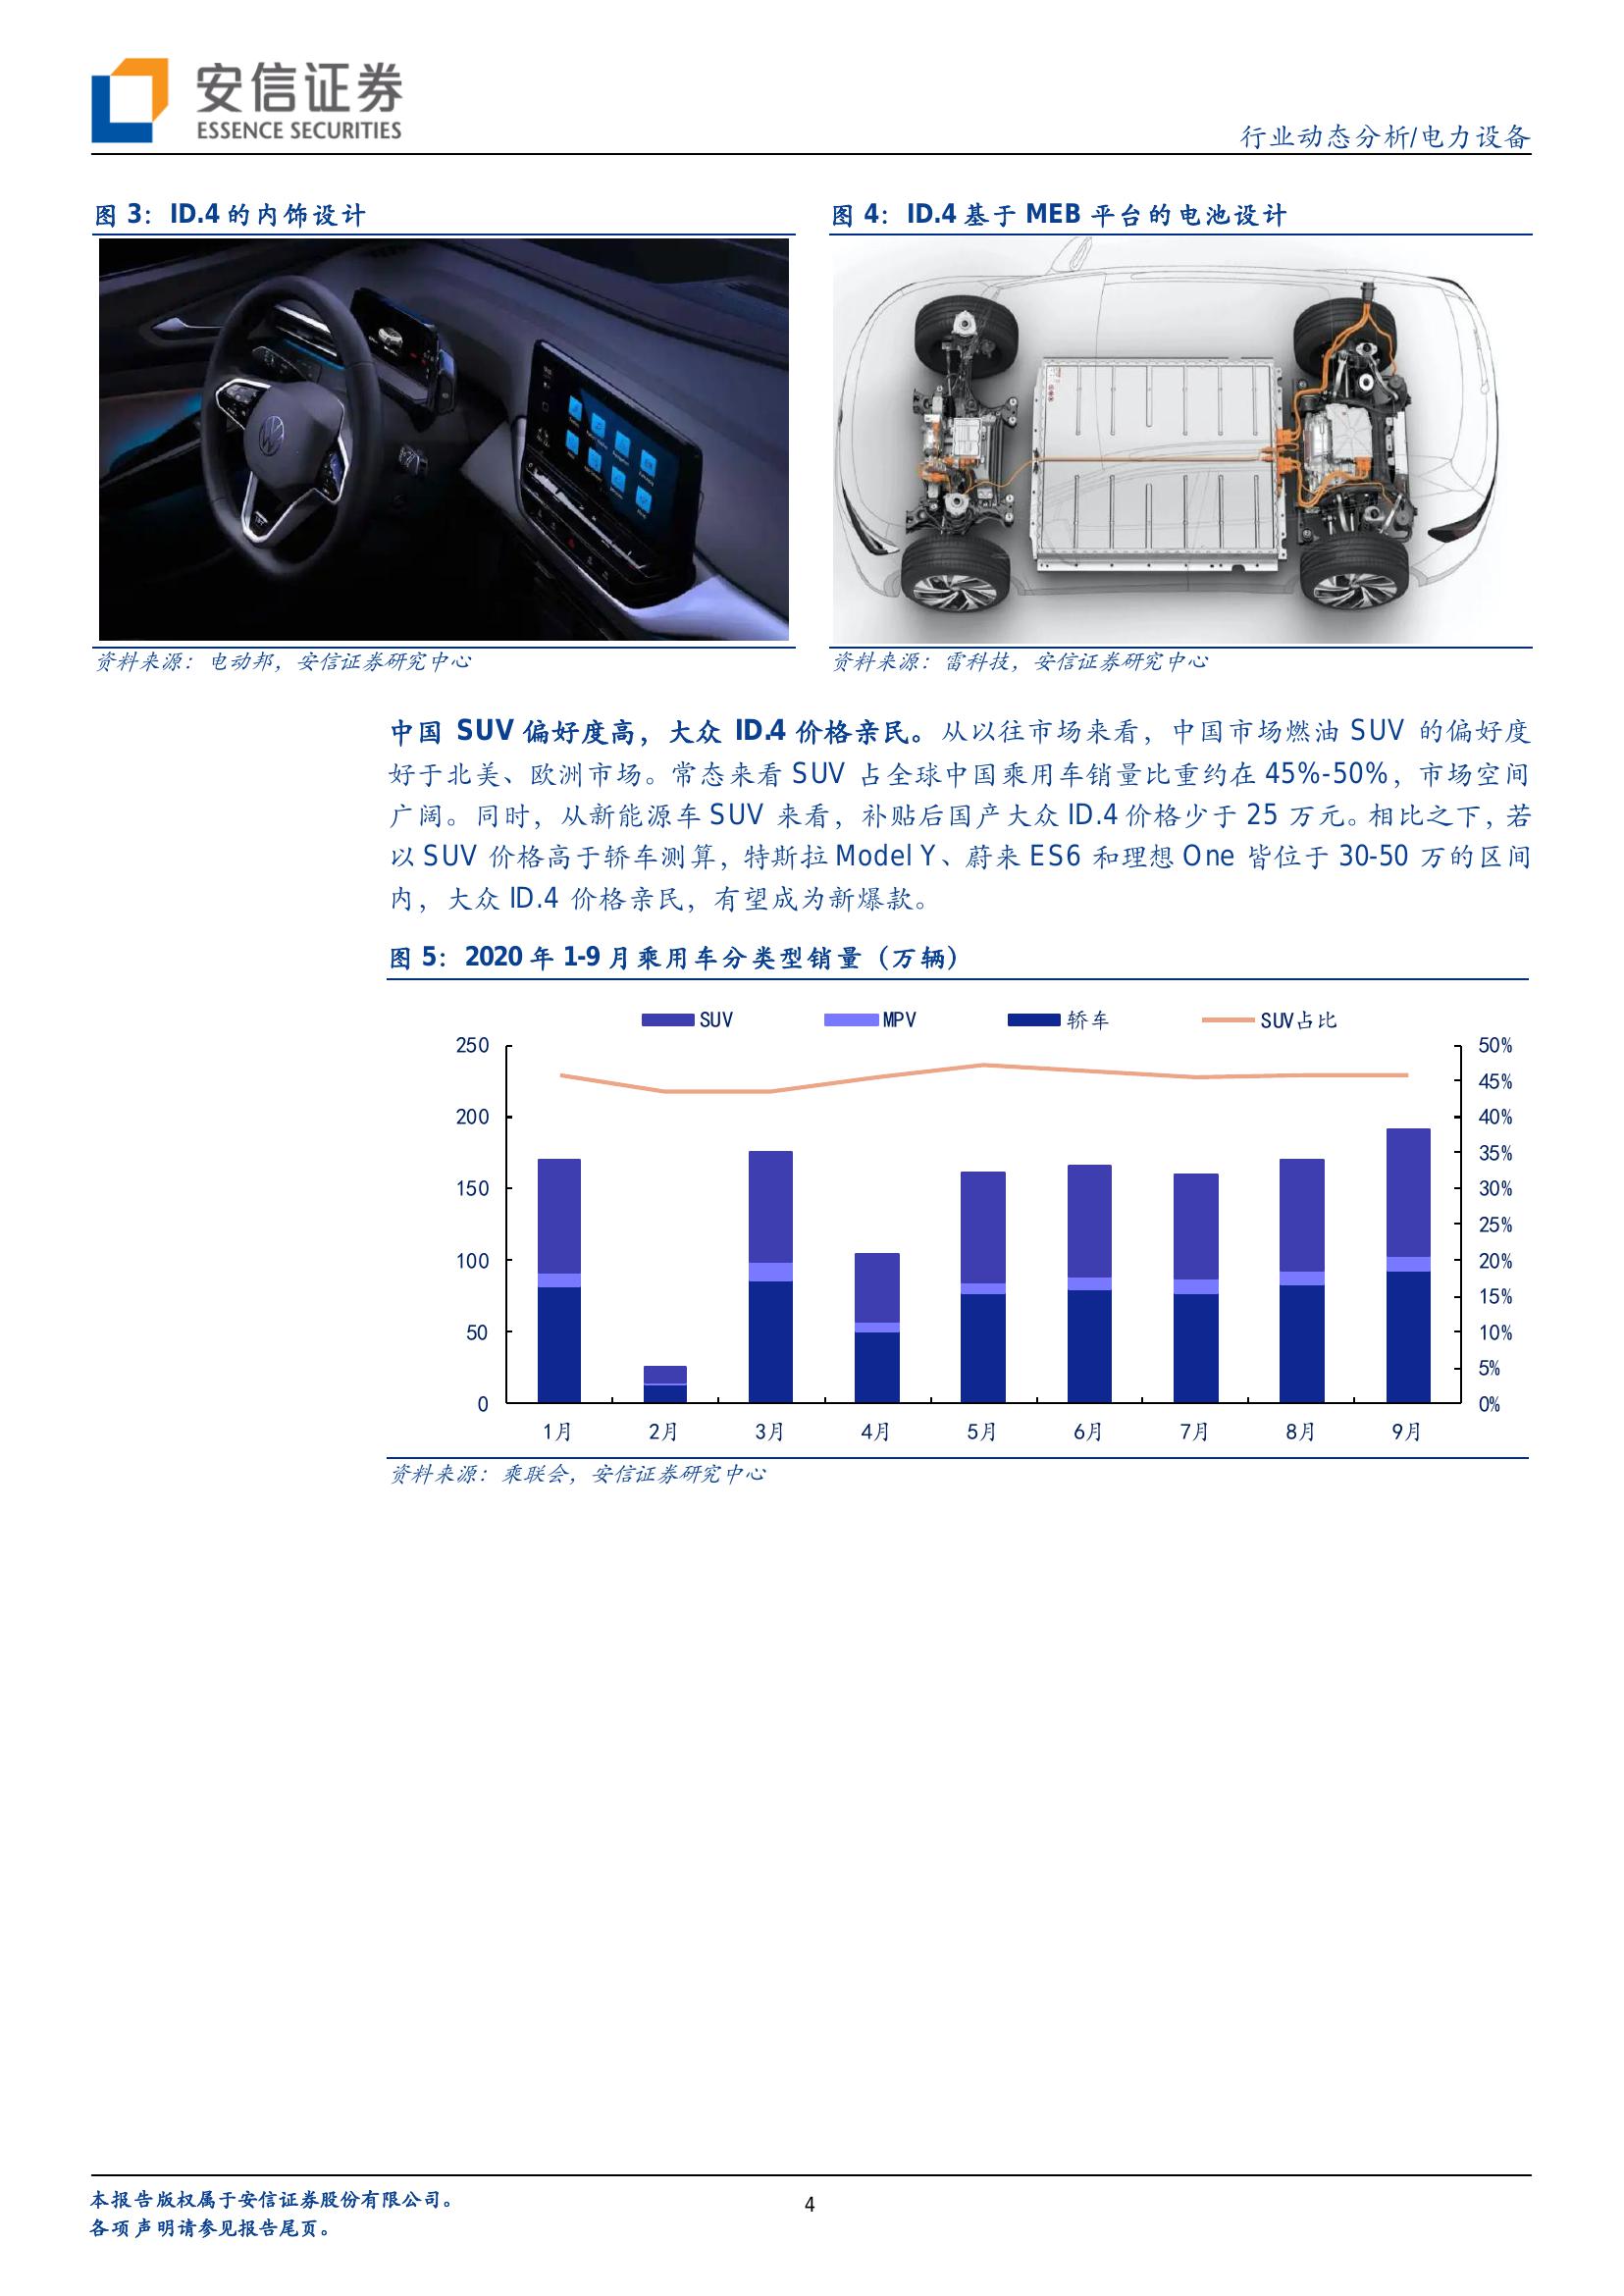 安信证券
ESSENCE SECURITIES
行业动态分析/电力设备
图 3：ID.4 的内饰设计
图 4：ID.4 基于 MEB 平台的电池设计
资料来源：电动邦，安信证券研究中心
资料来源：雷科技，安信证券研究中心
中国 SUV 偏好度高，大众 ID.4 价格亲民。从以往市场来看，中国市场燃油 SUV 的偏好度
好于北美、欧洲市场。常态来看 SUV 占全球中国乘用车销量比重约在 45%-50%，市场空间
广阔。同时，从新能源车 SUV 来看，补贴后国产大众 ID.4 价格少于 25 万元。相比之下，若
以 SUV 价格高于轿车测算，特斯拉 Model Y、蔚来 ES6 和理想 One 皆位于 30-50 万的区间
内，大众 ID.4 价格亲民，有望成为新爆款。
图 5：2020 年 1-9 月乘用车分类型销量（万辆）
SUV MPV 轿车 SUV占比
250 50%
45%
200 40%
35%
150 30%
25%
100 20%
15%
50 10%
5%
0 0%
1月 2月 3月 4月 5月 6月 7月 8月 9月
资料来源：乘联会，安信证券研究中心
本报告版权属于安信证券股份有限公司。
各项声明请参见报告尾页。
4